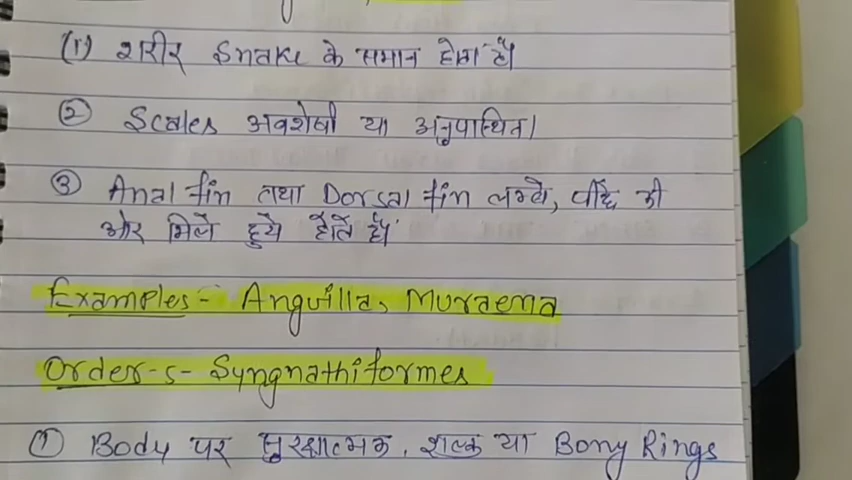 (1) शरीर Snake के समान होता है।
② Scales अवशेषी या अनुपास्थित।
③ Anal fin तथा Dorsal fin लम्बे, पीछे की
ओर मिले हुये होते हैं।
Examples- Anguilla, Muraena
Order-5- Syngnathiformes
① Body पर सुरक्षात्मक, शल्क या Bony Rings